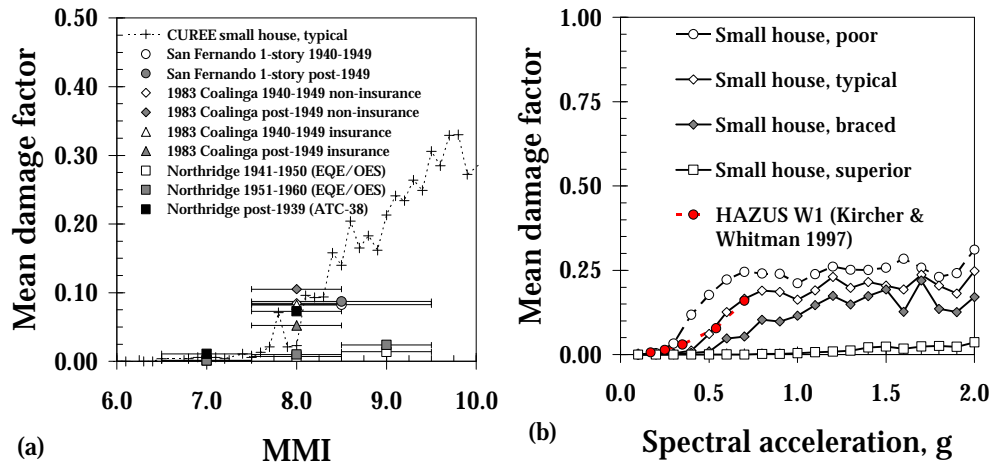 0.50
0.40
0.30
0.20
0.10
0.00
Mean damage factor
CUREE small house, typical
San Fernando 1-story 1940-1949
San Fernando 1-story post-1949
1983 Coalinga 1940-1949 non-insurance
1983 Coalinga post-1949 non-insurance
1983 Coalinga 1940-1949 insurance
1983 Coalinga post-1949 insurance
Northridge 1941-1950 (EQE/OES)
Northridge 1951-1960 (EQE/OES)
Northridge post-1939 (ATC-38)
6.0 7.0 8.0 9.0 10.0
(a) MMI
1.00
0.75
0.50
0.25
0.00
Mean damage factor
Small house, poor
Small house, typical
Small house, braced
Small house, superior
HAZUS W1 (Kircher &
Whitman 1997)
0.0 0.5 1.0 1.5 2.0
(b) Spectral acceleration, g